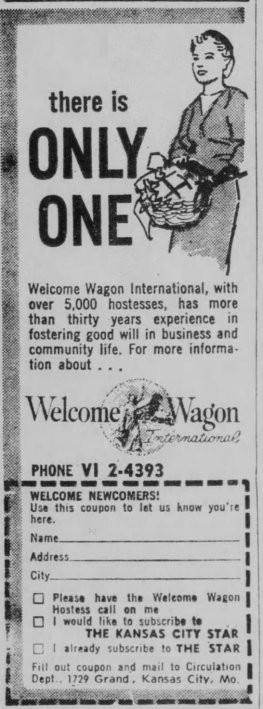 there is
ONLY
ONE
Welcome Wagon International, with
over 5,000 hostesses, has more
than thirty years experience in
fostering good will in business and
community life. For more informa-
tion about . . .
Welcome Wagon
International
PHONE VI 2-4393
WELCOME NEWCOMERS!
Use this coupon to let us know you're
here.
Name
Address
City
Please have the Welcome Wagon
Hostess call on me
I would like to subscribe to
THE KANSAS CITY STAR
I already subscribe to THE STAR
Fill out coupon and mail to Circulation
Dept., 1729 Grand, Kansas City, Mo.